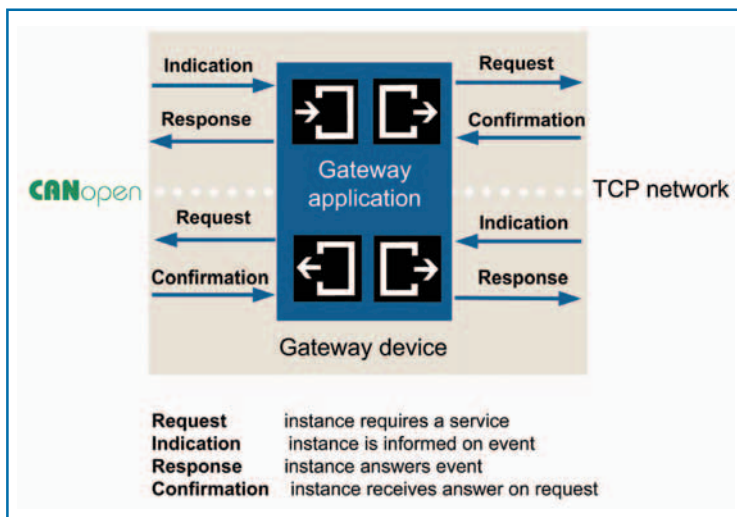 Indication
Request
Response
Confirmation
Gateway
application
CANopen
TCP network
Request
Indication
Confirmation
Response
Gateway device
Request instance requires a service
Indication instance is informed on event
Response instance answers event
Confirmation instance receives answer on request